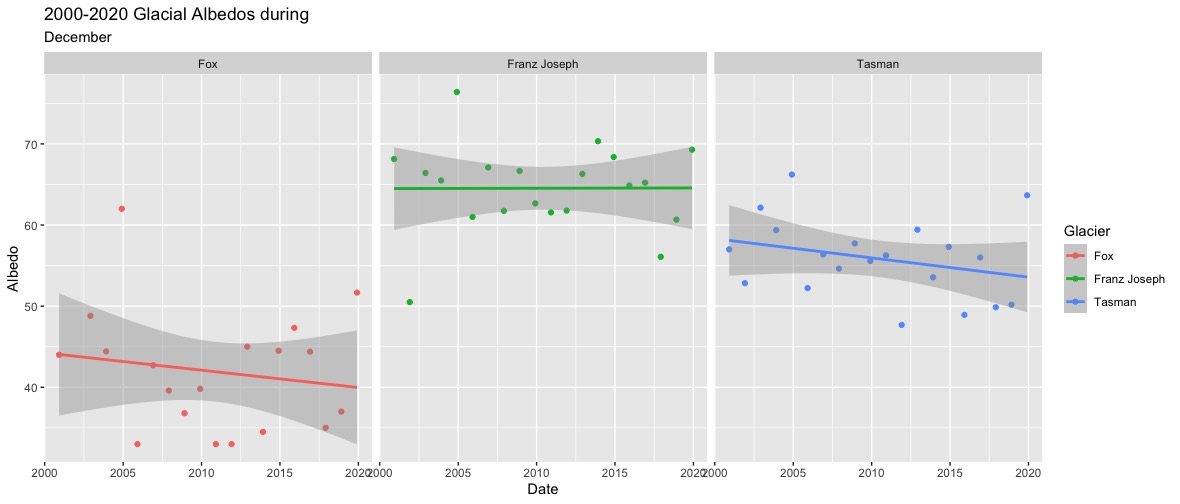 2000-2020 Glacial Albedos during
December
Fox
Franz Joseph
Tasman
Albedo
70
60
50
40
2000 2005 2010 2015 2020
2000 2005 2010 2015 2020
2000 2005 2010 2015 2020
Date
Glacier
Fox
Franz Joseph
Tasman